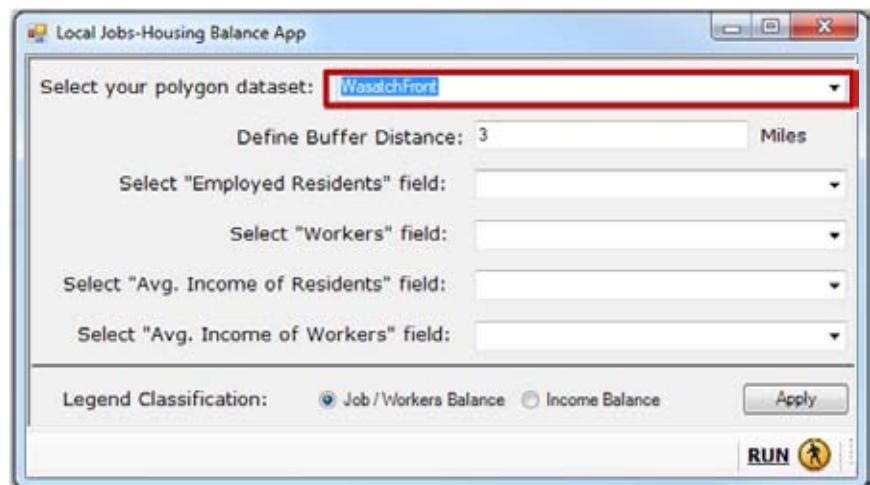 Local Jobs-Housing Balance App
Select your polygon dataset: WasatchFront
Define Buffer Distance: 3 Miles
Select "Employed Residents" field:
Select "Workers" field:
Select "Avg. Income of Residents" field:
Select "Avg. Income of Workers" field:
Legend Classification: Job / Workers Balance Income Balance Apply
RUN